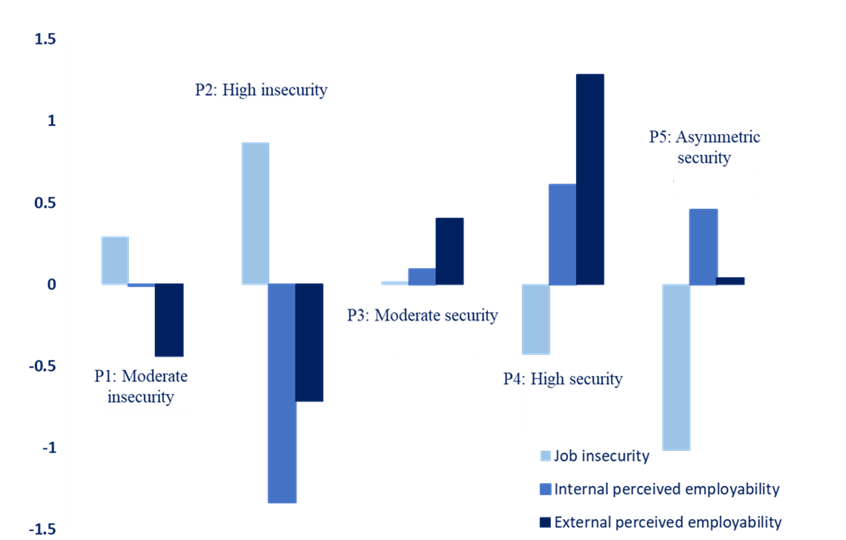 1.5
P2: High insecurity
1
P5: Asymmetric
security
0.5
0
P3: Moderate security
-0.5
P1: Moderate
insecurity
P4: High security
-1
Job insecurity
Internal perceived employability
External perceived employability
-1.5